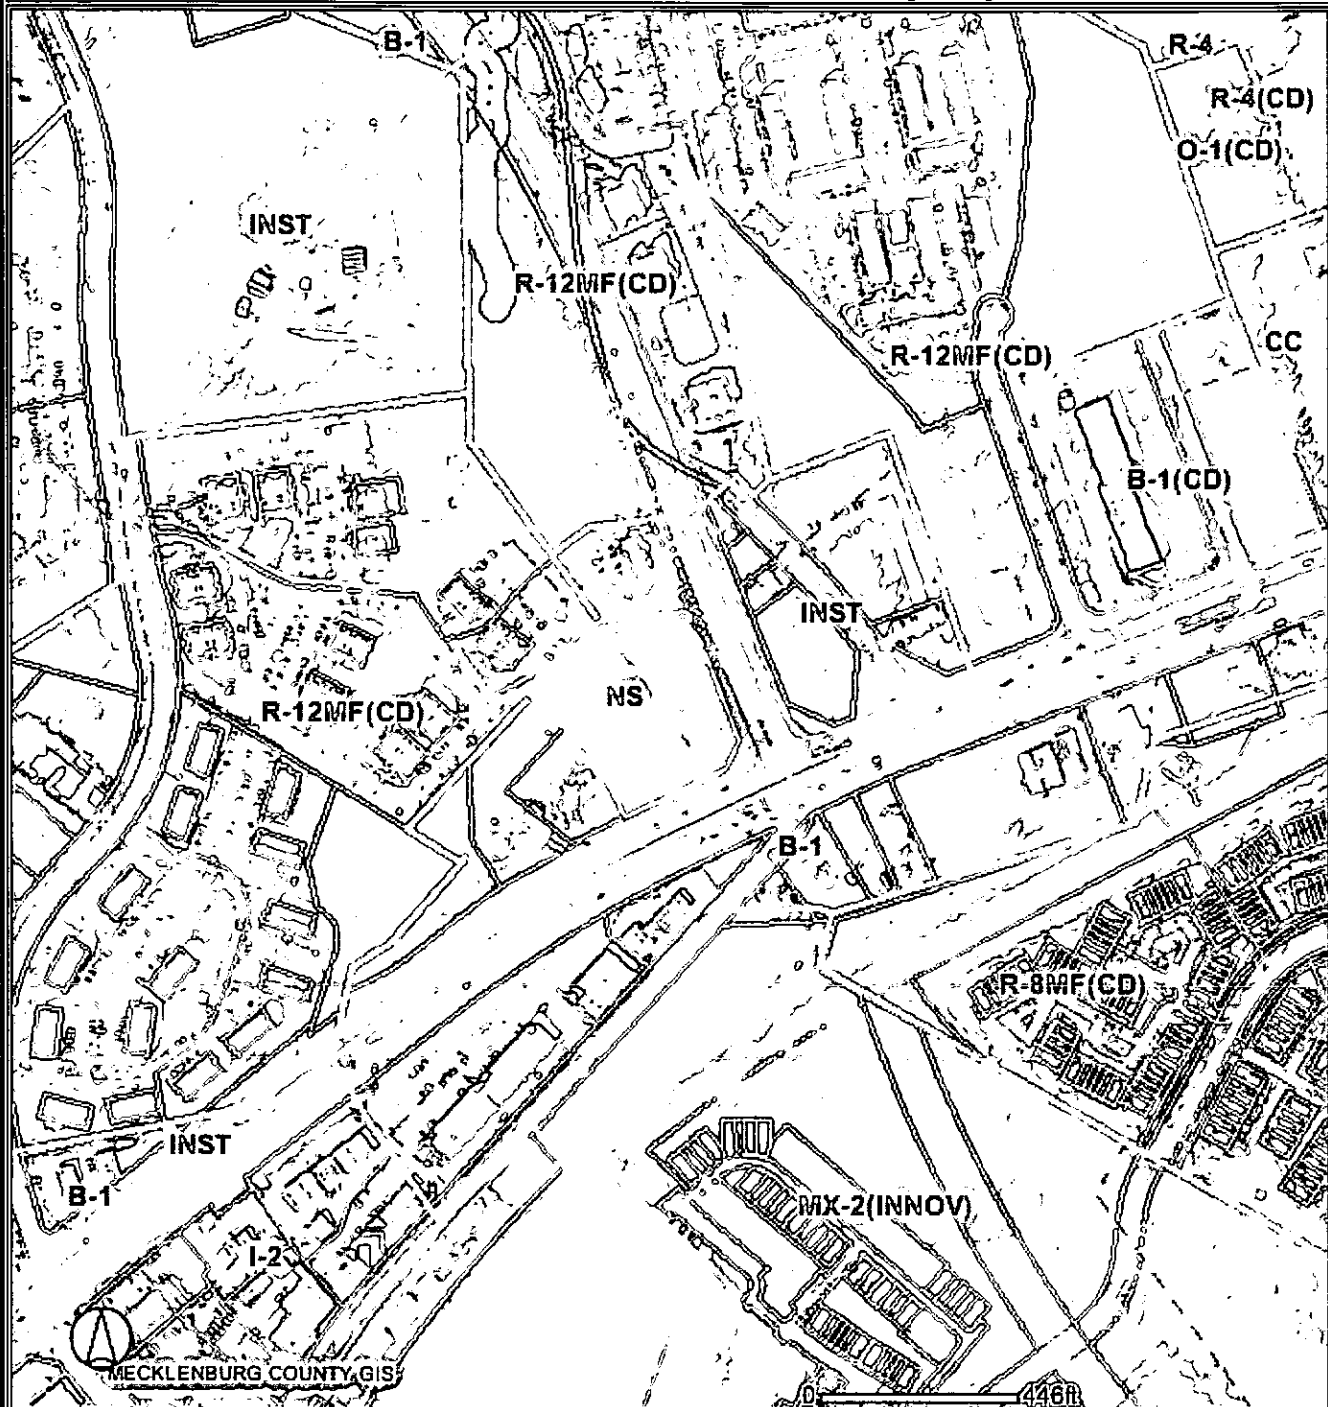 B-1
R-4
R-4(CD)
O-1(CD)
INST
R-12MF(CD)
CC
R-12MF(CD)
B-1(CD)
INST
NS
R-12MF(CD)
B-1
R-8MF(CD)
INST
B-1
MX-2(INNOV)
I-2
MECKLENBURG COUNTY GIS
0 446ft